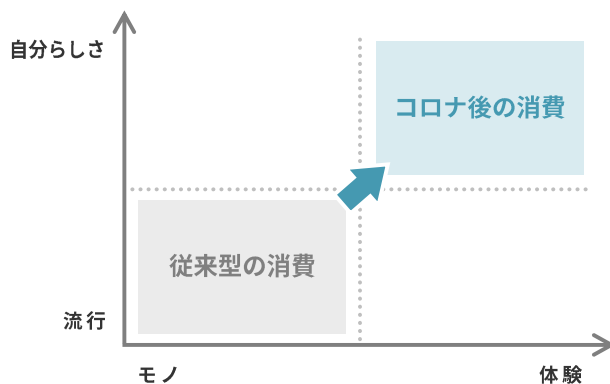 自分らしさ
コロナ後の消費
従来型の消費
流行
モノ
体験